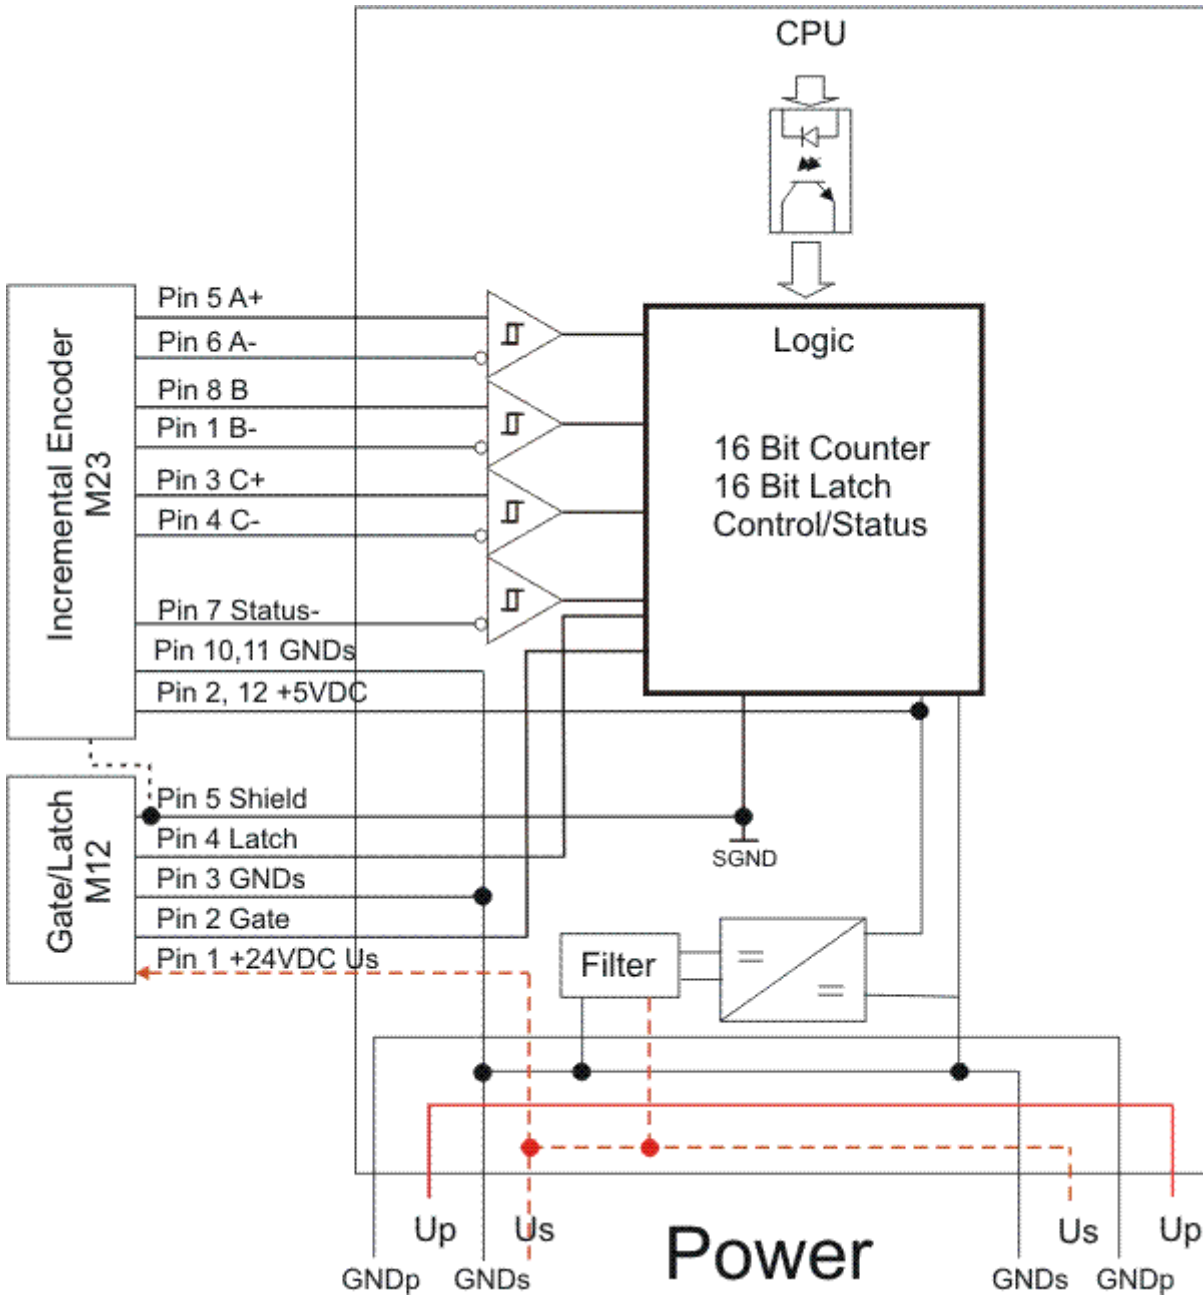 CPU
Logic
16 Bit Counter
16 Bit Latch
Control/Status
Incremental Encoder
M23
Pin 5 A+
Pin 6 A-
Pin 8 B
Pin 1 B-
Pin 3 C+
Pin 4 C-
Pin 7 Status-
Pin 10,11 GNDs
Pin 2, 12 +5VDC
Gate/Latch
M12
Pin 5 Shield
Pin 4 Latch
Pin 3 GNDs
Pin 2 Gate
Pin 1 +24VDC Us
SGND
Filter
Up
Us
Power
Us
Up
GNDp
GNDs
GNDs
GNDp